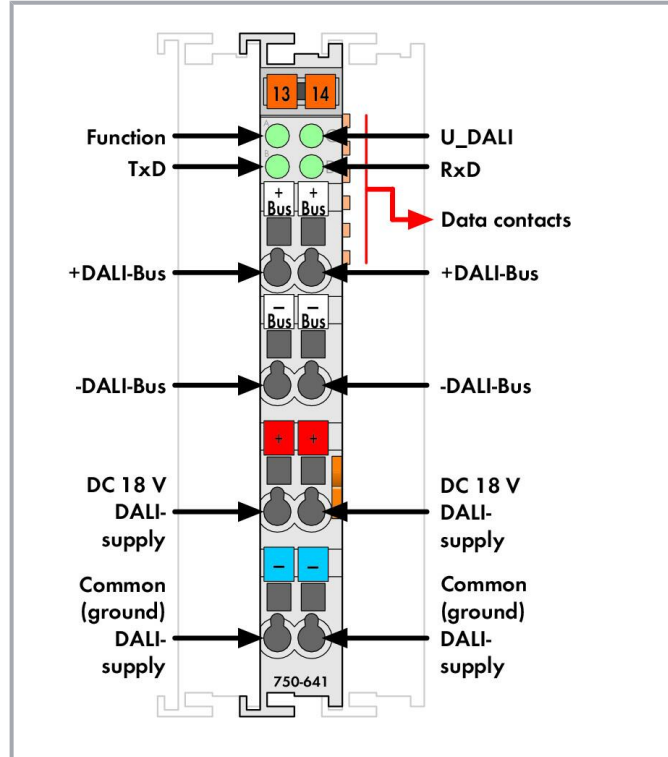 13 14
Function
U_DALI
TxD
RxD
A
B
+ +
Bus Bus
Data contacts
+DALI-Bus
+DALI-Bus
– –
Bus Bus
-DALI-Bus
-DALI-Bus
+ +
DC 18 V
DALI-
supply
DC 18 V
DALI-
supply
– –
Common
(ground)
DALI-
supply
Common
(ground)
DALI-
supply
750-641